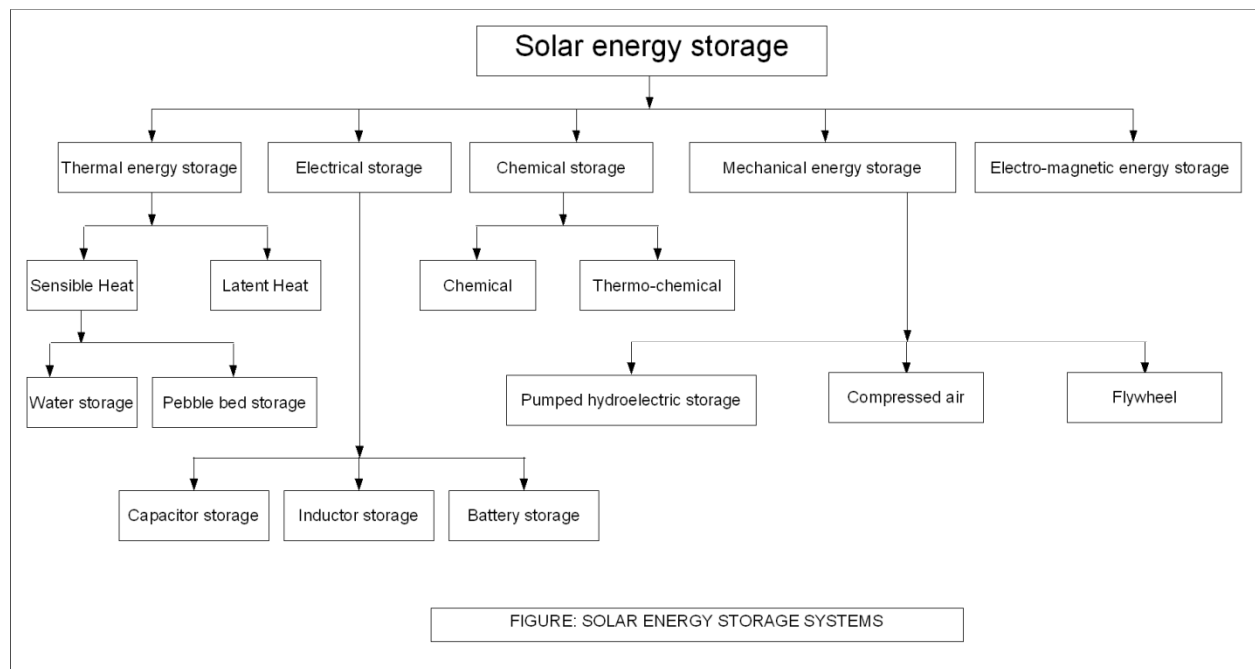 Solar energy storage
Thermal energy storage
Electrical storage
Chemical storage
Mechanical energy storage
Electro-magnetic energy storage
Sensible Heat
Latent Heat
Chemical
Thermo-chemical
Water storage
Pebble bed storage
Pumped hydroelectric storage
Compressed air
Flywheel
Capacitor storage
Inductor storage
Battery storage
FIGURE: SOLAR ENERGY STORAGE SYSTEMS